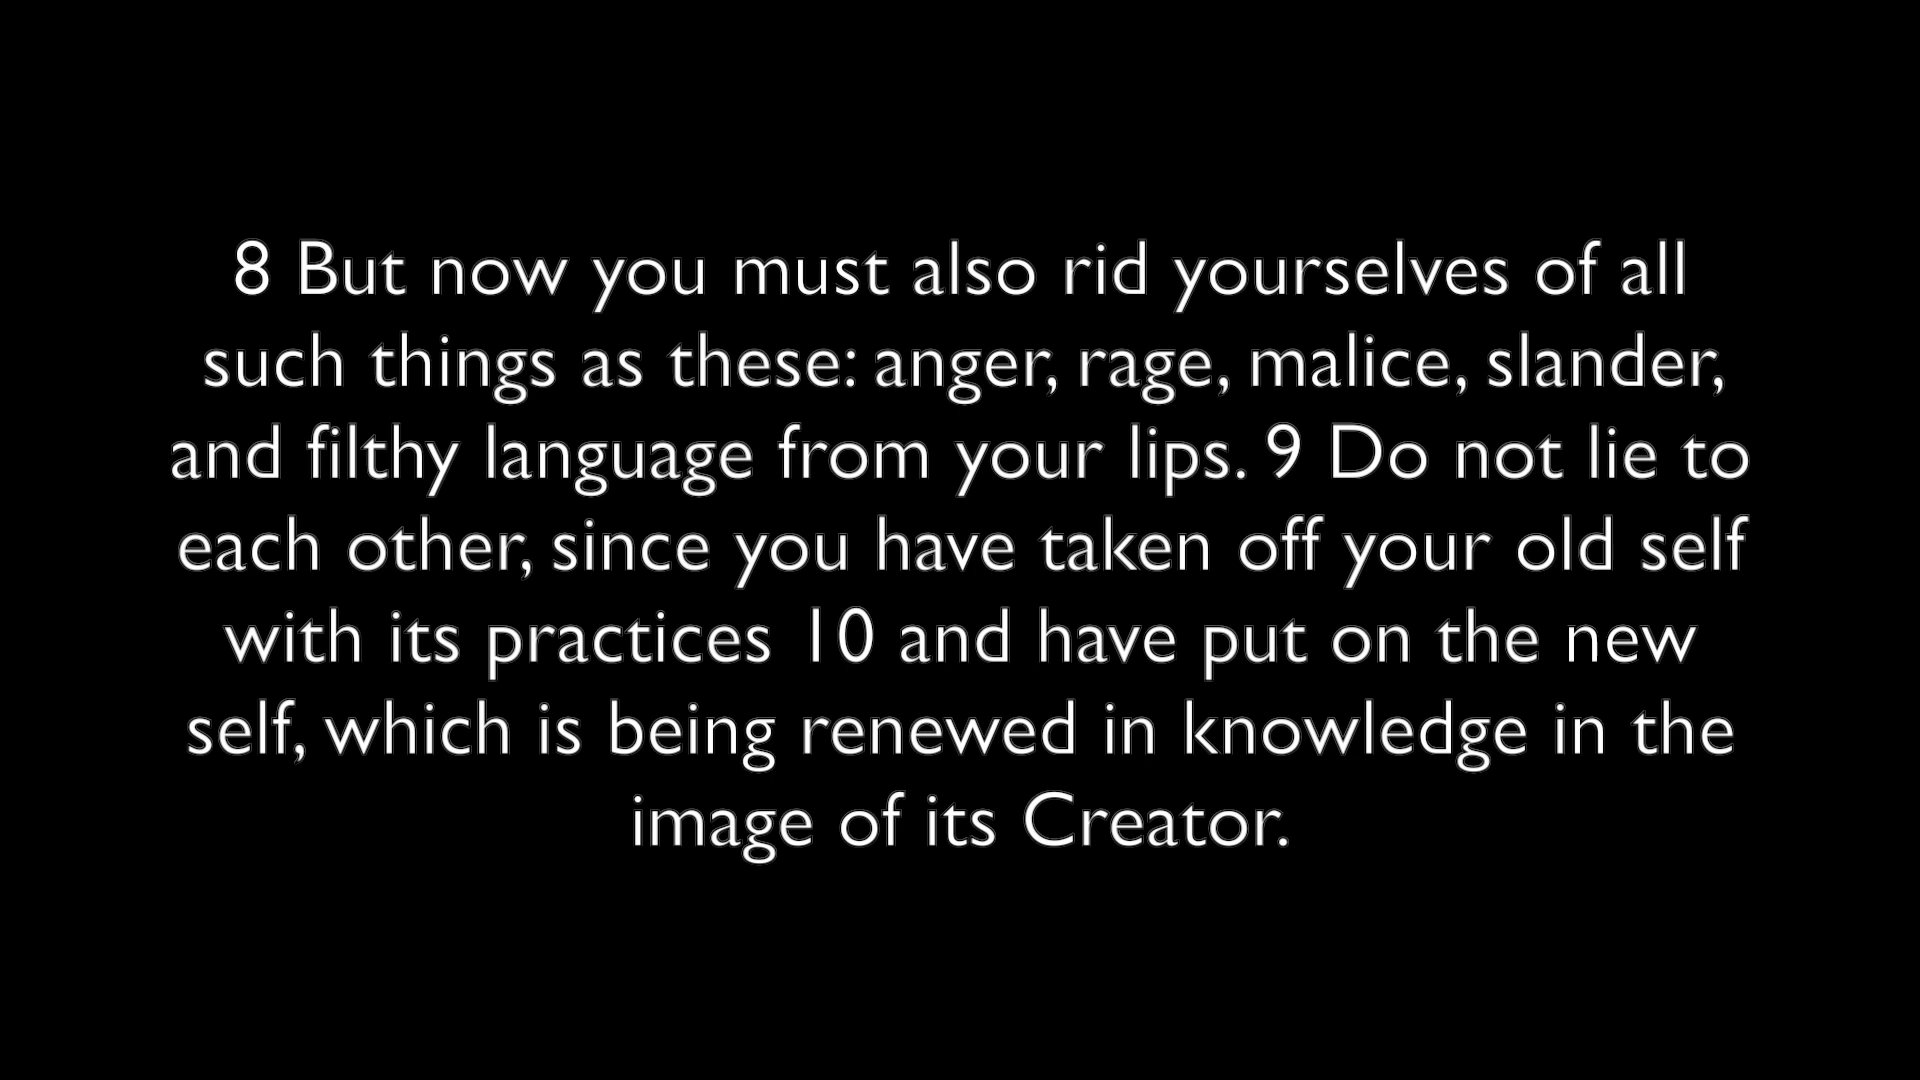 8 But now you must also rid yourselves of all
such things as these: anger, rage, malice, slander,
and filthy language from your lips. 9 Do not lie to
each other, since you have taken off your old self
with its practices 10 and have put on the new
self, which is being renewed in knowledge in the
image of its Creator.